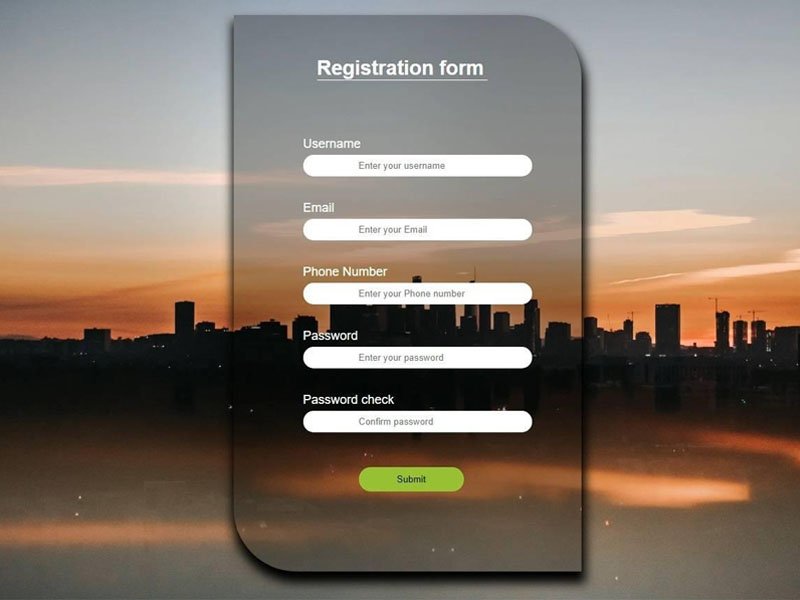 Registration form
Username
Enter your username
Email
Enter your Email
Phone Number
Enter your Phone number
Password
Enter your password
Password check
Confirm password
Submit